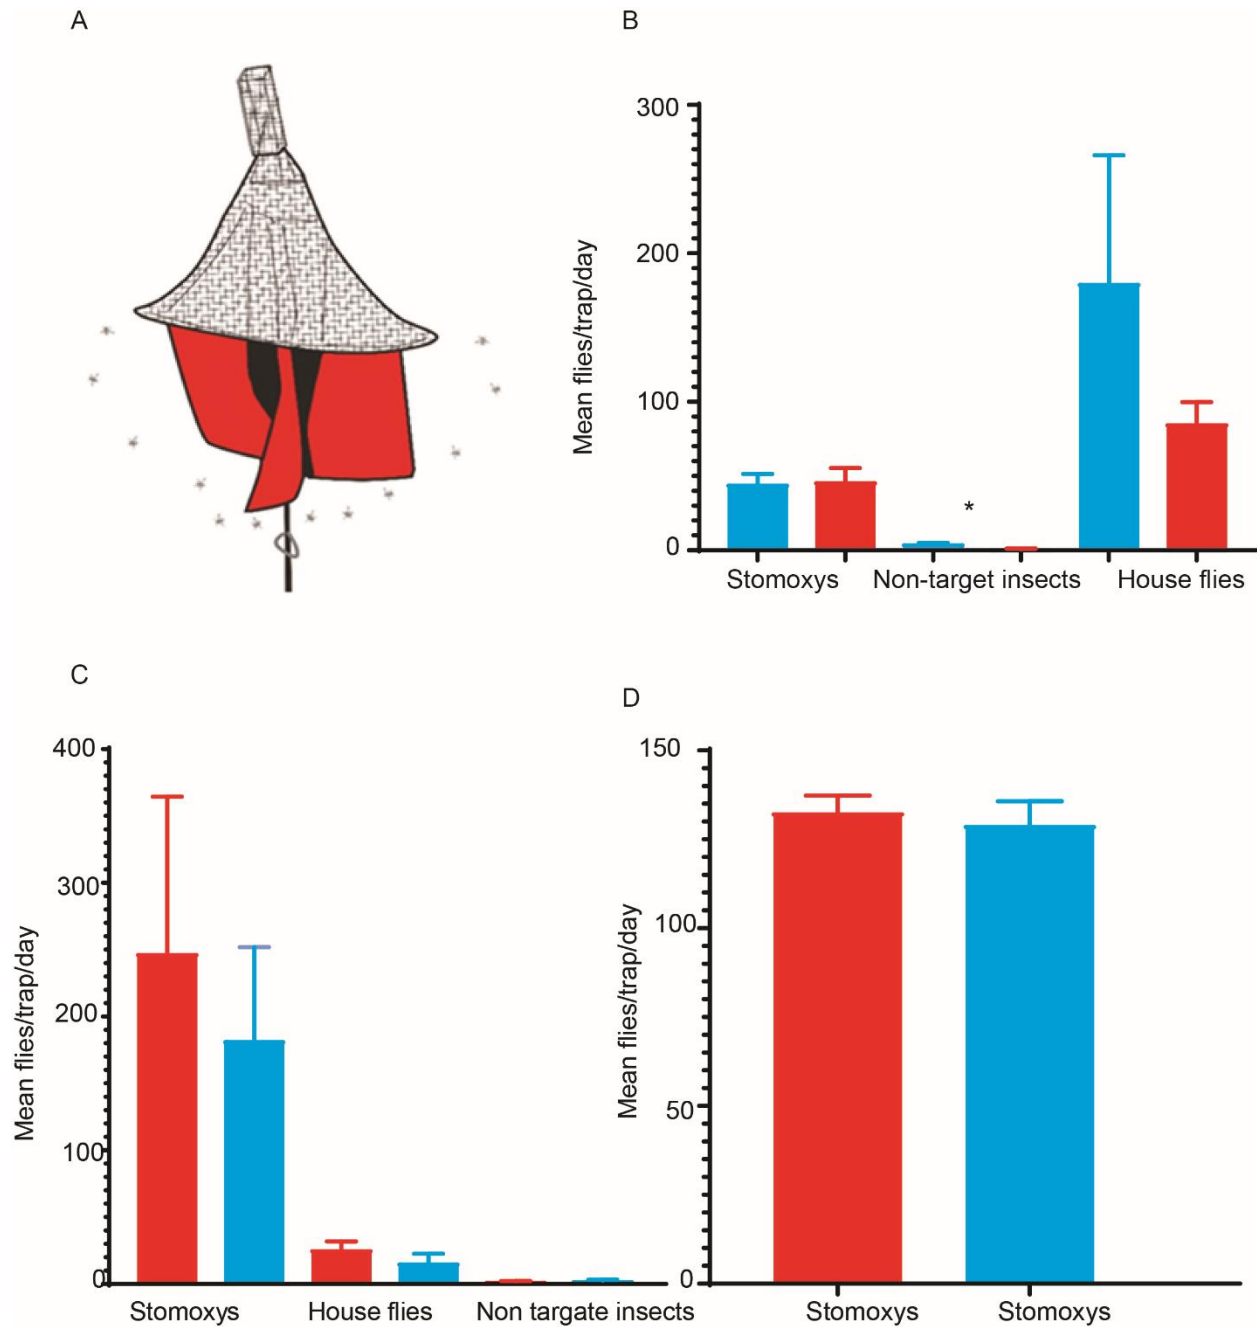 A
B
Mean flies/trap/day
300
200
100
0
*
Stomoxys Non-target insects House flies
C
Mean flies/trap/day
400
300
200
100
0
Stomoxys House flies Non targate insects
D
Mean flies/trap/day
150
100
50
0
Stomoxys Stomoxys